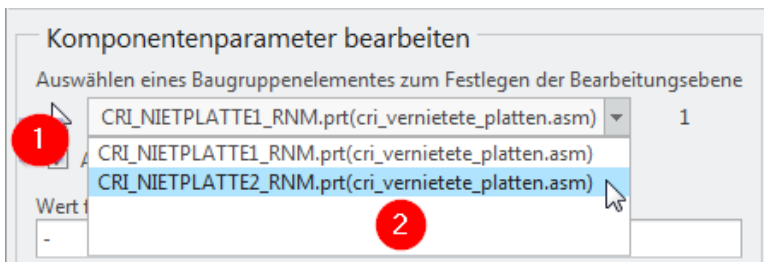 Komponentenparameter bearbeiten
Auswählen eines Baugruppenelementes zum Festlegen der Bearbeitungsebene
CRI_NIETPLATTE1_RNM.prt(cri_vernietete_platten.asm) 1
1
CRI_NIETPLATTE1_RNM.prt(cri_vernietete_platten.asm)
CRI_NIETPLATTE2_RNM.prt(cri_vernietete_platten.asm)
Wert
2
-